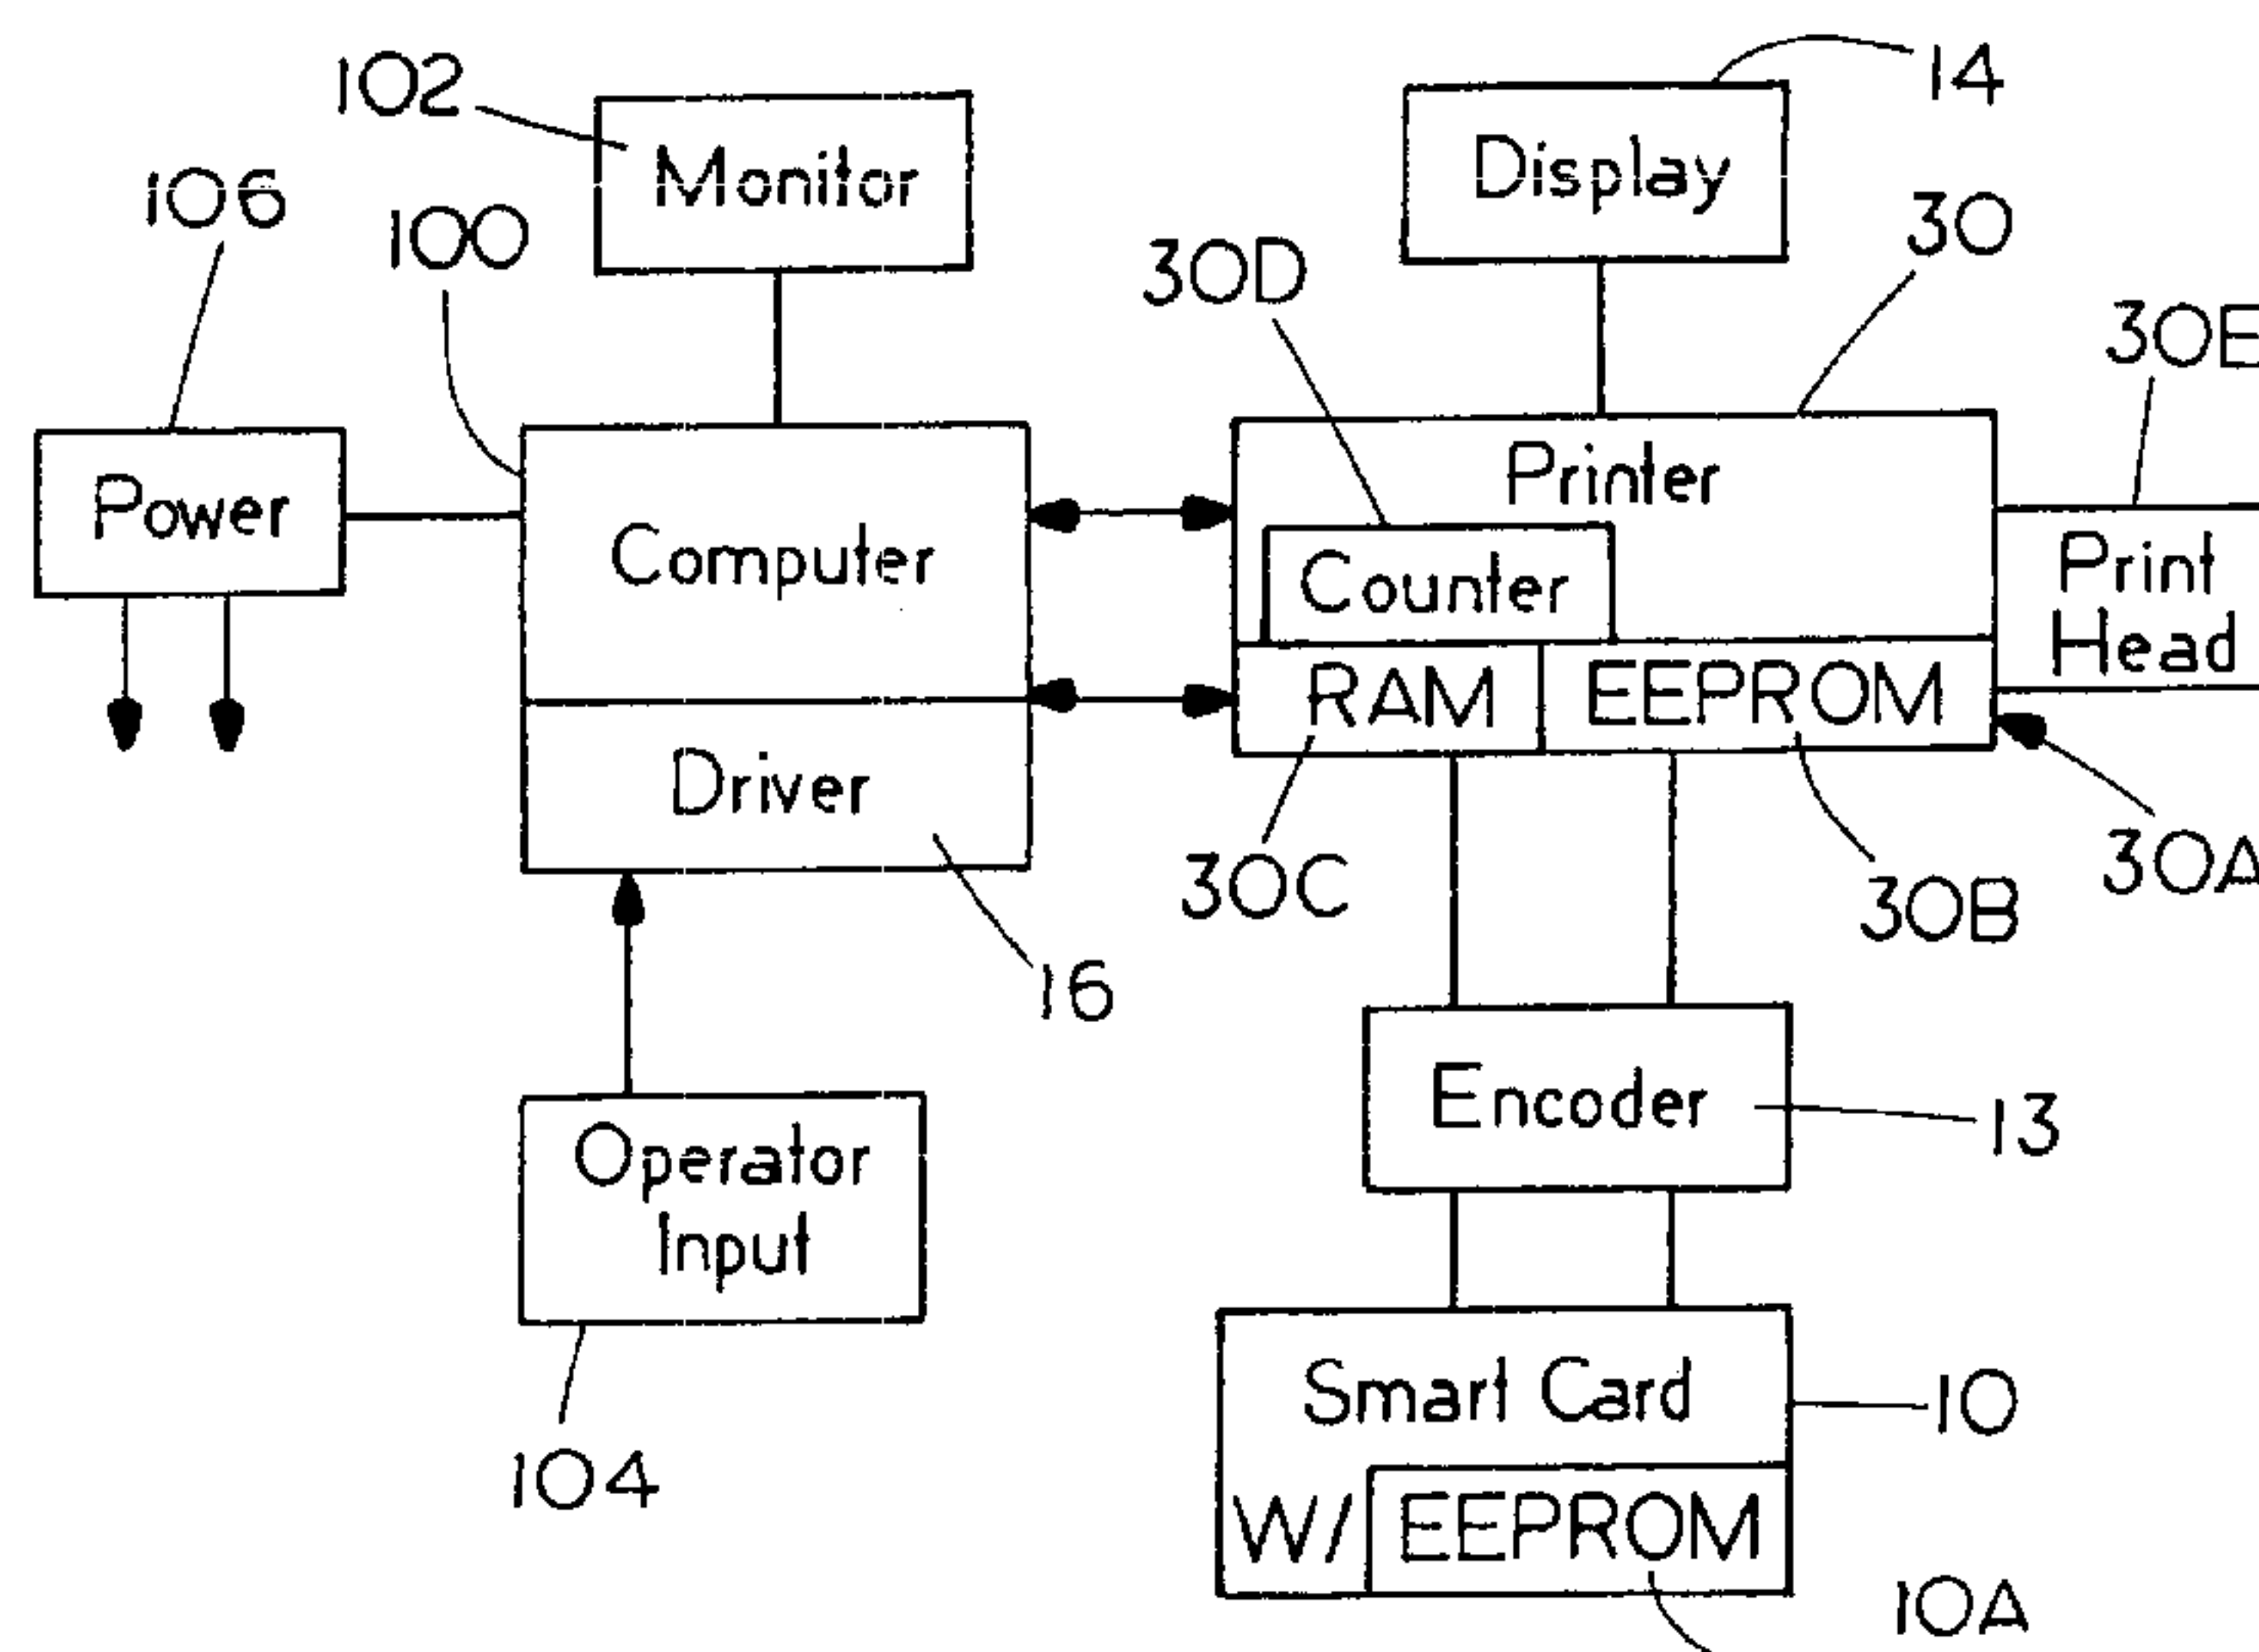 102
Monitor
14
Display
106
100
30D
30
30E
Power
Computer
Printer
Counter
Print
Head
RAM
EEPROM
Driver
30C
30B
30A
16
Encoder
13
Operator
Input
Smart Card
10
104
W/ EEPROM
10A